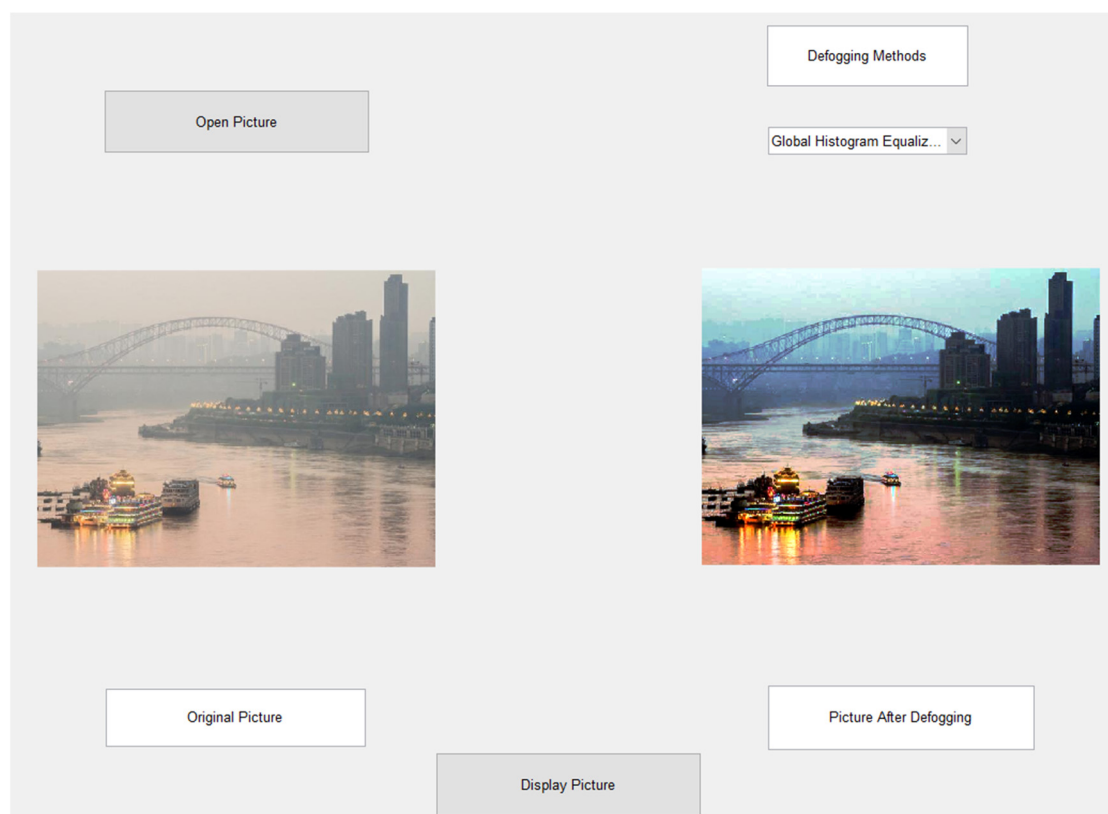 Defogging Methods
Open Picture
Global Histogram Equaliz...
Original Picture
Picture After Defogging
Display Picture